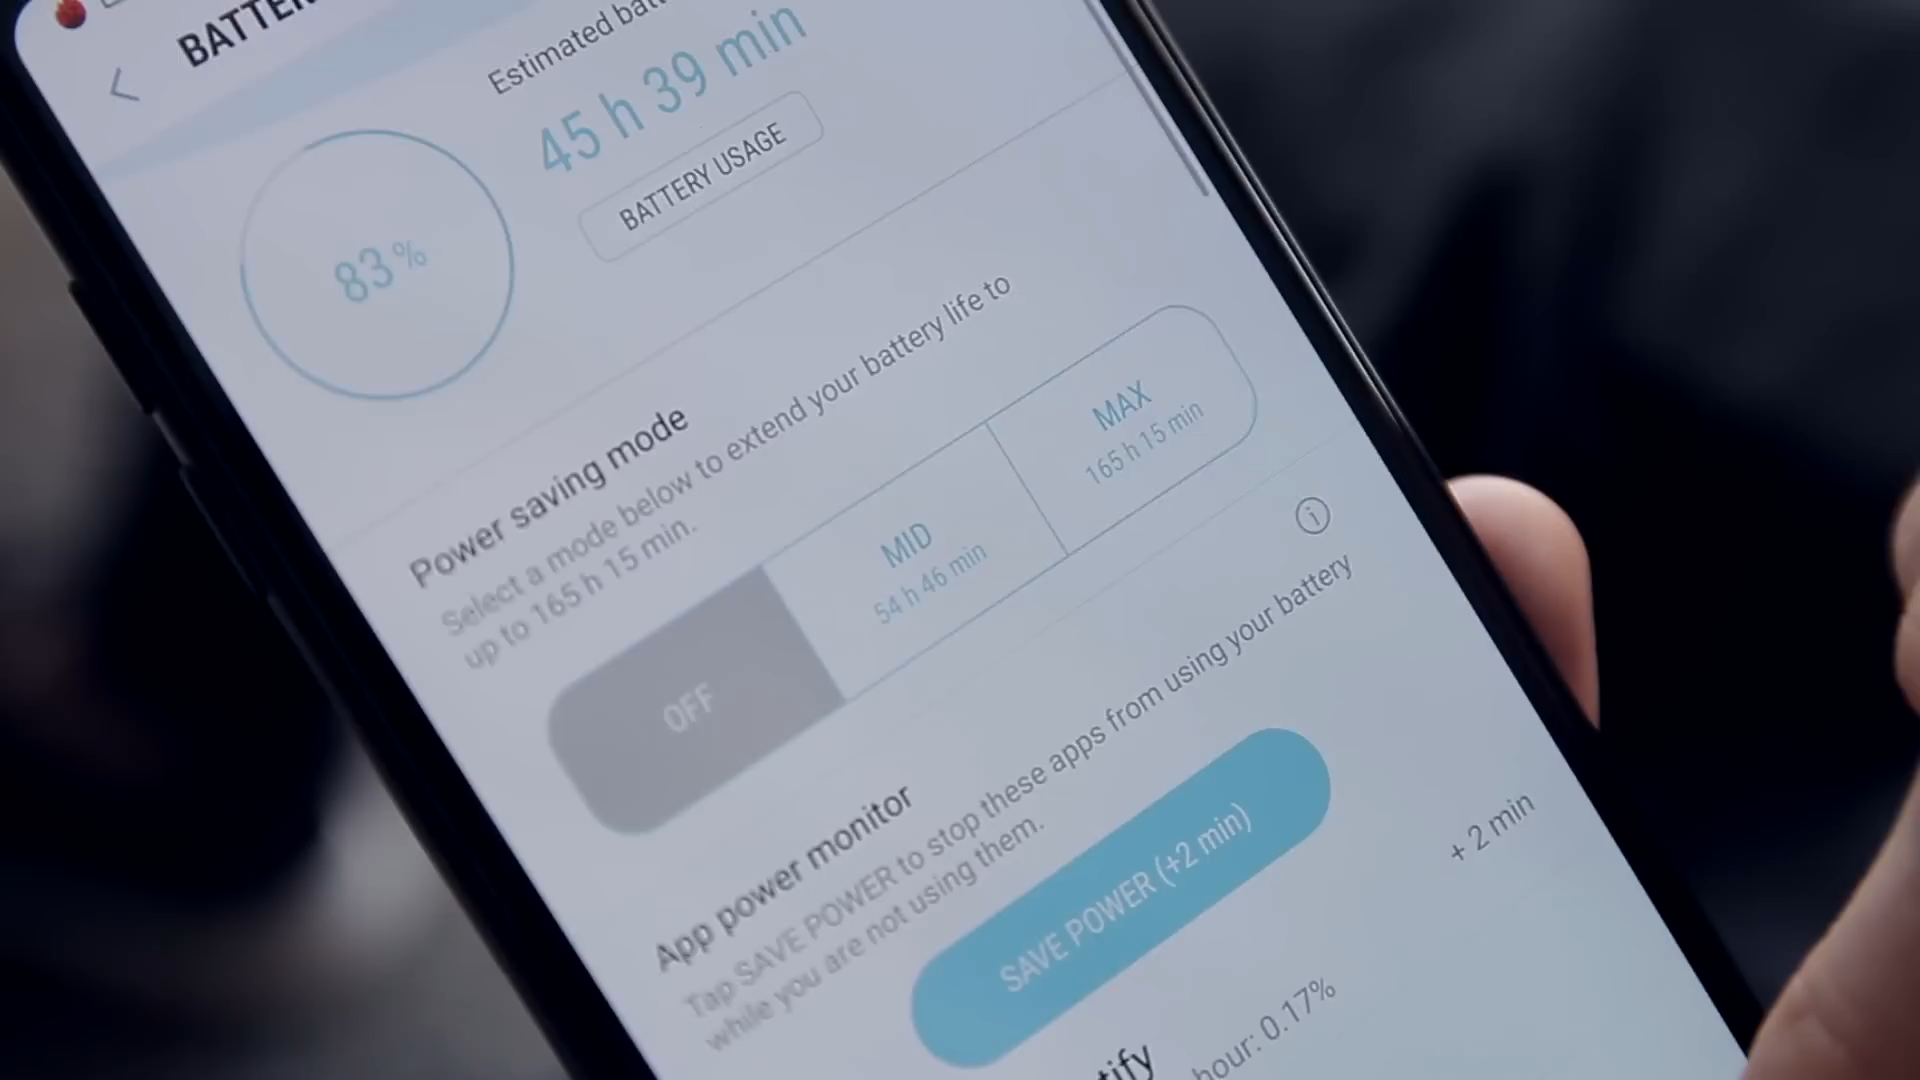 BATTER
Estimated bat
45 h 39 min
BATTERY USAGE
83%
Power saving mode
Select a mode below to extend your battery life to
up to 165 h 15 min.
OFF
MID
54 h 46 min
MAX
165 h 15 min
App power monitor
Tap SAVE POWER to stop these apps from using your battery
while you are not using them.
SAVE POWER (+2 min)
+ 2 min
tify
hour: 0.17%